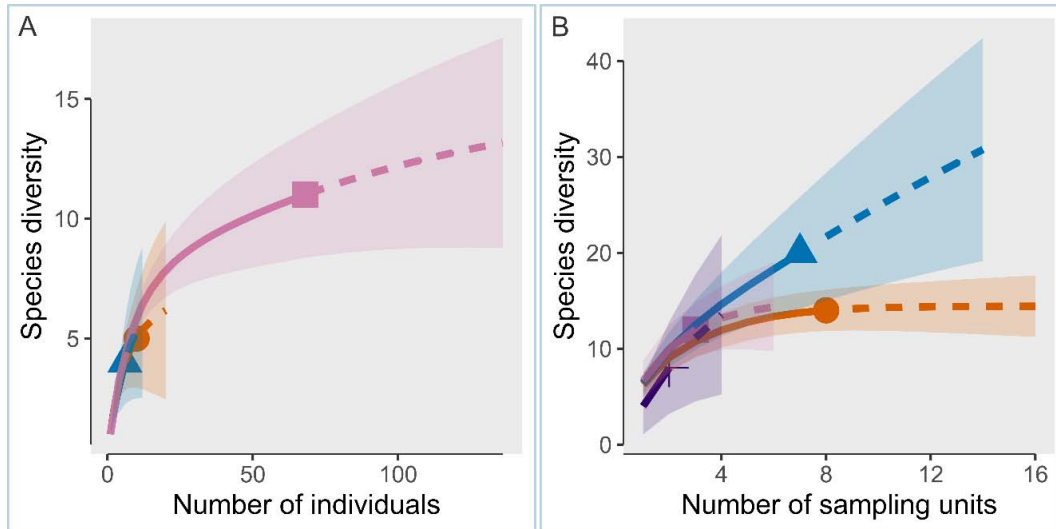 A
Species diversity
15
10
5
0
50
100
Number of individuals
B
Species diversity
40
30
20
10
0
4
8
12
16
Number of sampling units